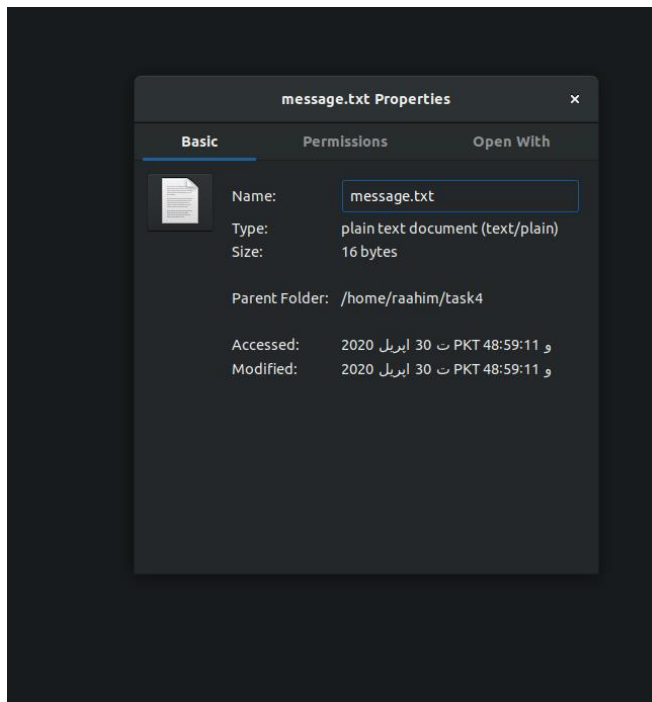 message.txt Properties ×
Basic Permissions Open With
Name: message.txt
Type: plain text document (text/plain)
Size: 16 bytes
Parent Folder: /home/raahim/task4
Accessed: 2020 اپریل 30 ت PKT 48:59:11 و
Modified: 2020 اپریل 30 ت PKT 48:59:11 و